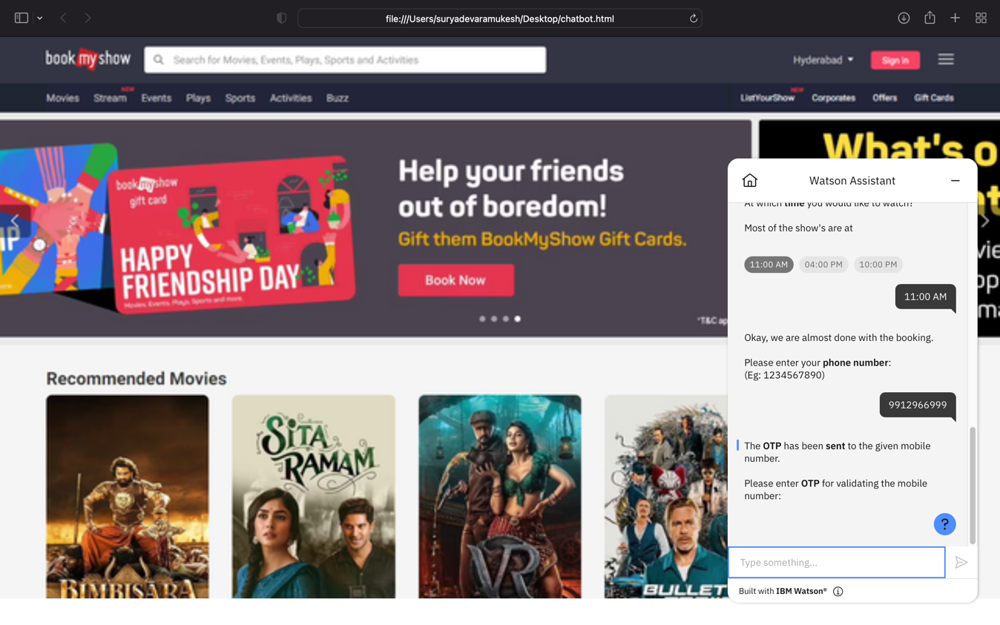 file:///Users/suryadevaramukesh/Desktop/chatbot.html
book my show
Search for Movies, Events, Plays, Sports and Activities
Hyderabad
Sign in
Movies
Stream
NEW
Events
Plays
Sports
Activities
Buzz
ListYourShow
NEW
Corporates
Offers
Gift Cards
book my show
gift card
HAPPY
FRIENDSHIP DAY
Movies, Events, Plays, Sports and more.
Help your friends
out of boredom!
Gift them BookMyShow Gift Cards.
Book Now
*T&C
What's
Recommended Movies
BIMBISARA
SITA
RAMAM
VR
BULLET
Watson Assistant
At which time you would like to watch?
Most of the show's are at
11:00 AM
04:00 PM
10:00 PM
11:00 AM
Okay, we are almost done with the booking.
Please enter your phone number:
(Eg: 1234567890)
9912966999
The OTP has been sent to the given mobile
number.
Please enter OTP for validating the mobile
number:
?
Type something...
Built with IBM Watson®